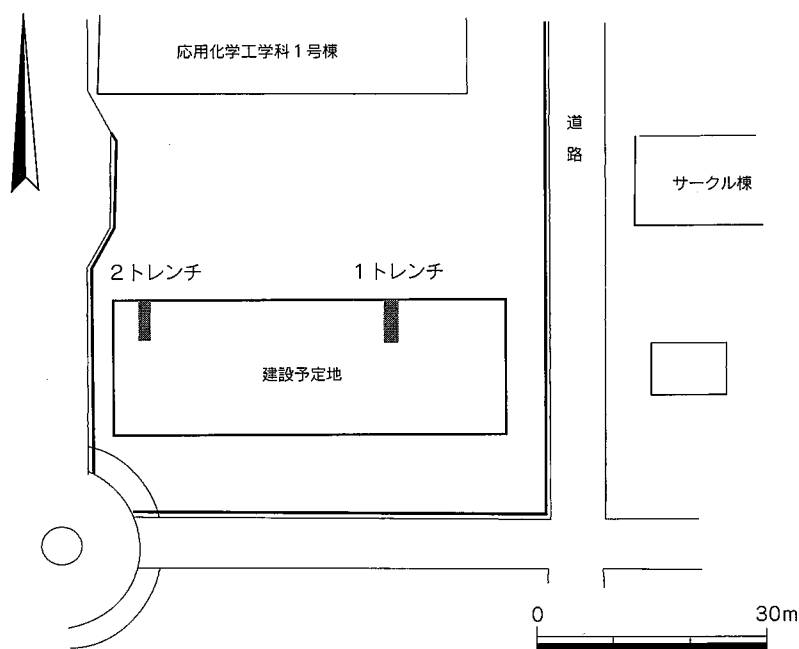 応用化学工学科1号棟
道
路
サークル棟
2トレンチ
1トレンチ
建設予定地
0
30m